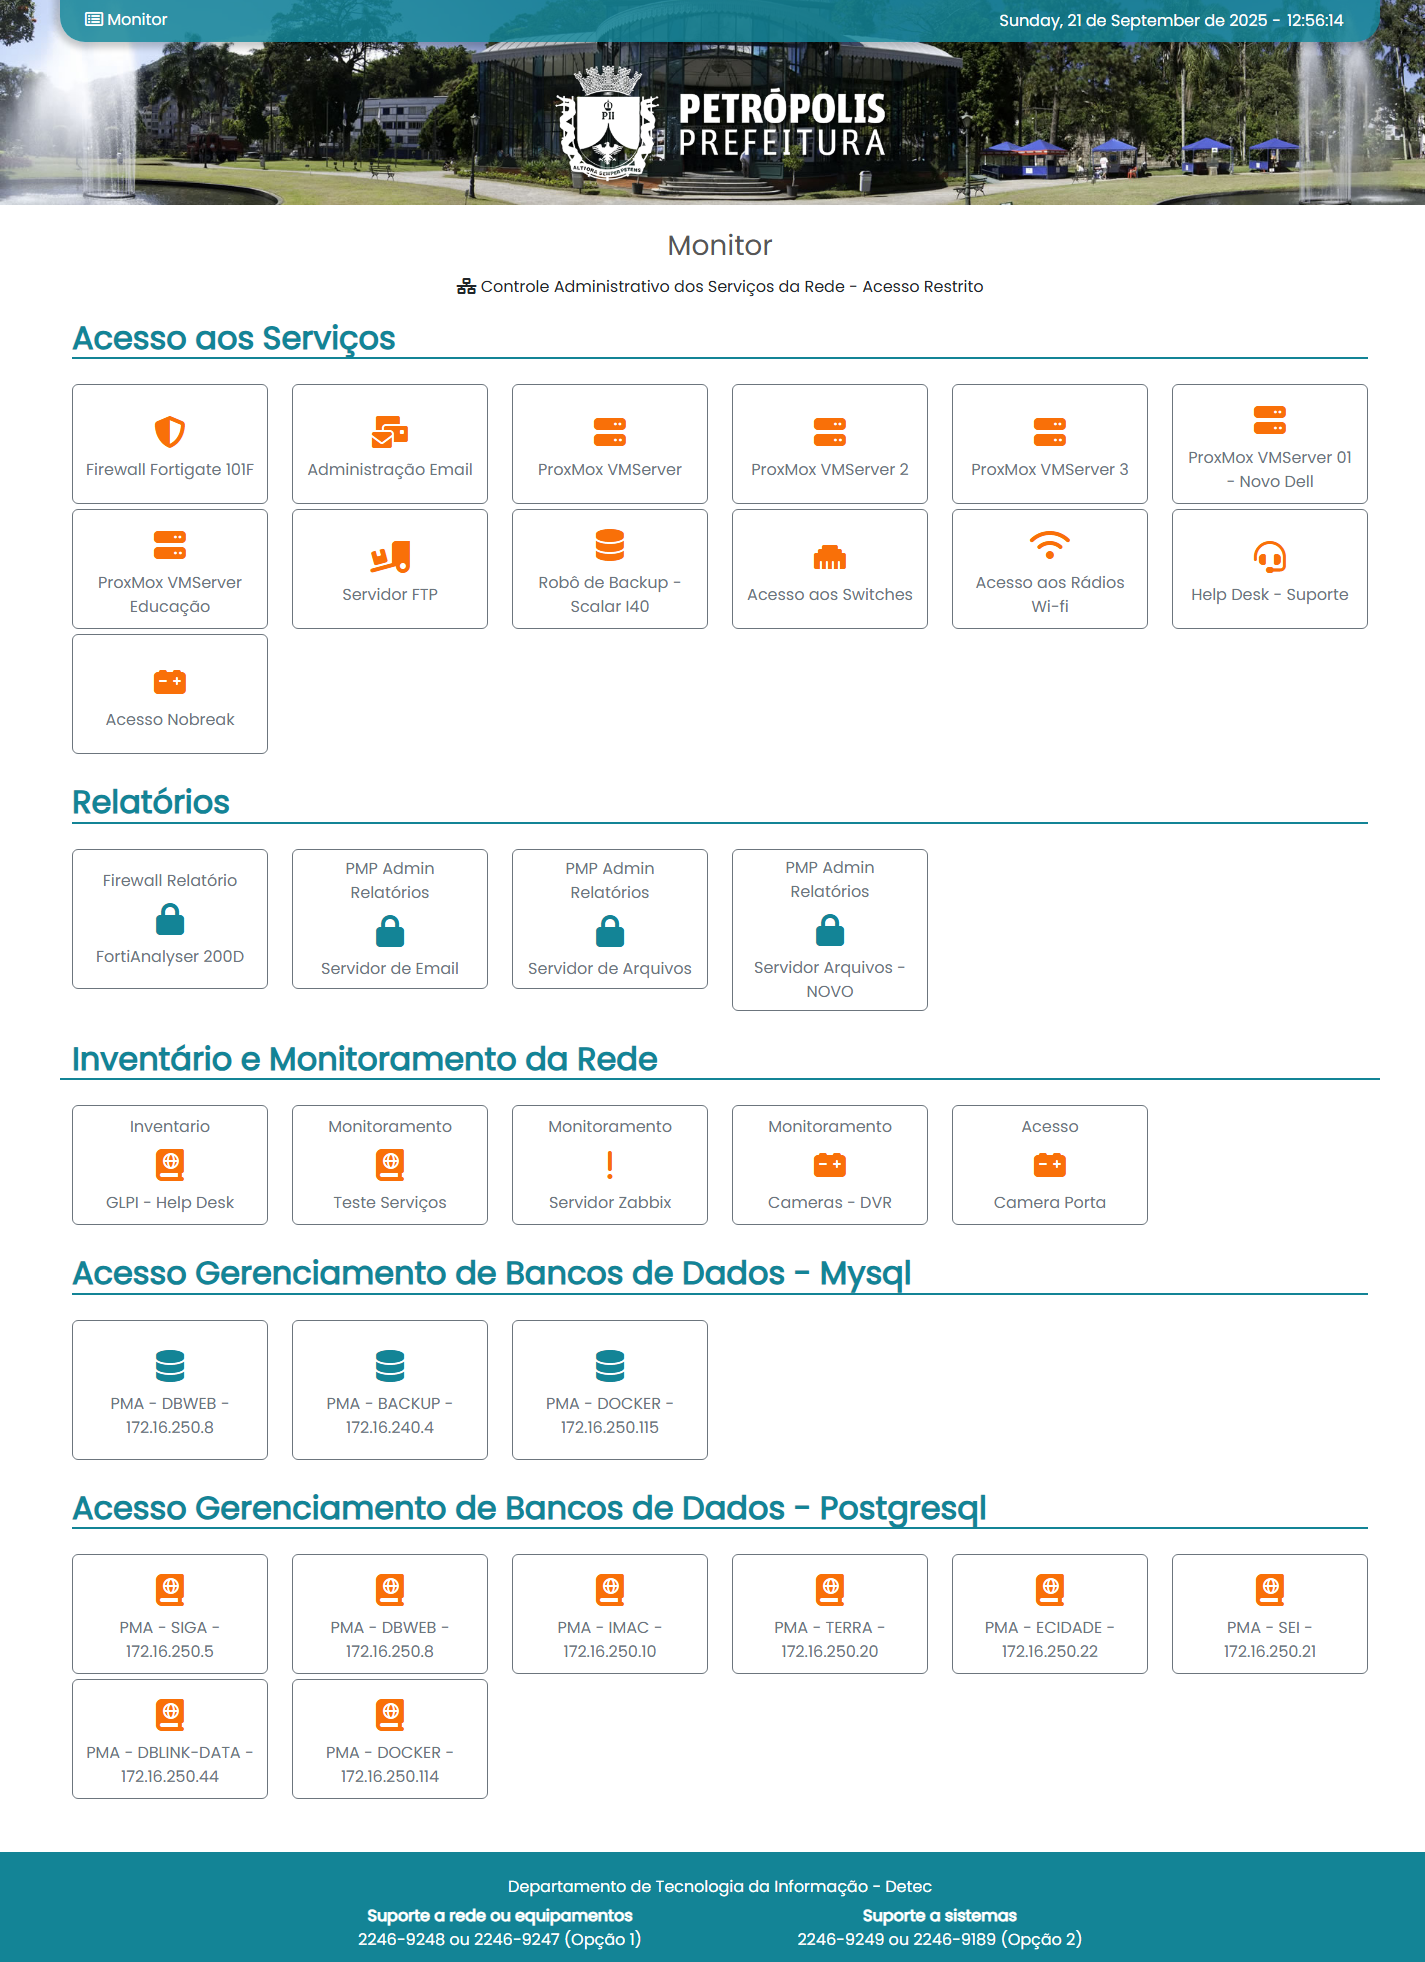 Monitor
Sunday, 21 de September de 2025 - 12:56:14
PII
PETRÓPOLIS
PREFEITURA
Monitor
Controle Administrativo dos Serviços da Rede - Acesso Restrito
Acesso aos Serviços
Firewall Fortigate 101F
Administração Email
ProxMox VMServer
ProxMox VMServer 2
ProxMox VMServer 3
ProxMox VMServer 01
- Novo Dell
ProxMox VMServer
Educação
Servidor FTP
Robô de Backup -
Scalar I40
Acesso aos Switches
Acesso aos Rádios
Wi-fi
Help Desk - Suporte
Acesso Nobreak
Relatórios
Firewall Relatório
FortiAnalyser 200D
PMP Admin
Relatórios
Servidor de Email
PMP Admin
Relatórios
Servidor de Arquivos
PMP Admin
Relatórios
Servidor Arquivos -
NOVO
Inventário e Monitoramento da Rede
Inventario
GLPI - Help Desk
Monitoramento
Teste Serviços
Monitoramento
Servidor Zabbix
Monitoramento
Cameras - DVR
Acesso
Camera Porta
Acesso Gerenciamento de Bancos de Dados - Mysql
PMA - DBWEB -
172.16.250.8
PMA - BACKUP -
172.16.240.4
PMA - DOCKER -
172.16.250.115
Acesso Gerenciamento de Bancos de Dados - Postgresql
PMA - SIGA -
172.16.250.5
PMA - DBWEB -
172.16.250.8
PMA - IMAC -
172.16.250.10
PMA - TERRA -
172.16.250.20
PMA - ECIDADE -
172.16.250.22
PMA - SEI -
172.16.250.21
PMA - DBLINK-DATA -
172.16.250.44
PMA - DOCKER -
172.16.250.114
Departamento de Tecnologia da Informação - Detec
Suporte a rede ou equipamentos
2246-9248 ou 2246-9247 (Opção 1)
Suporte a sistemas
2246-9249 ou 2246-9189 (Opção 2)